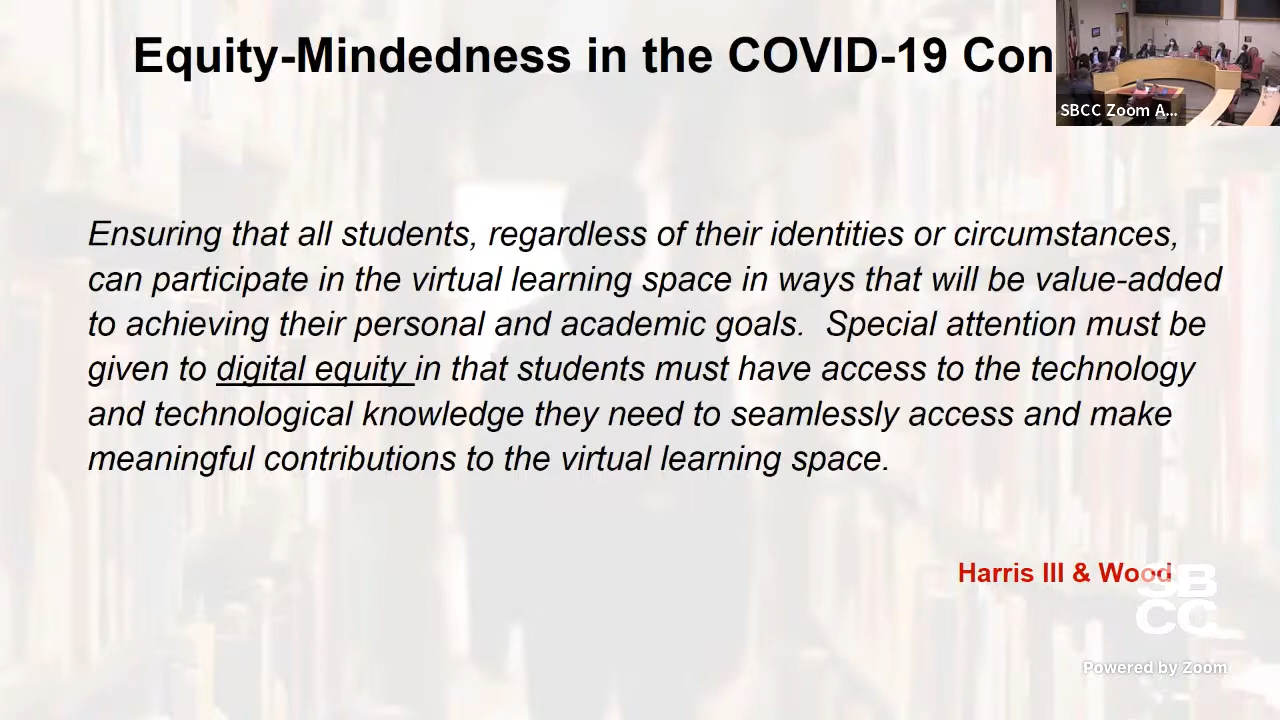 Equity-Mindedness in the COVID-19 Con
SBCC Zoom A...
Ensuring that all students, regardless of their identities or circumstances,
can participate in the virtual learning space in ways that will be value-added
to achieving their personal and academic goals.  Special attention must be
given to digital equity in that students must have access to the technology
and technological knowledge they need to seamlessly access and make
meaningful contributions to the virtual learning space.
Harris III & Wood
SB
CC
Powered by Zoom